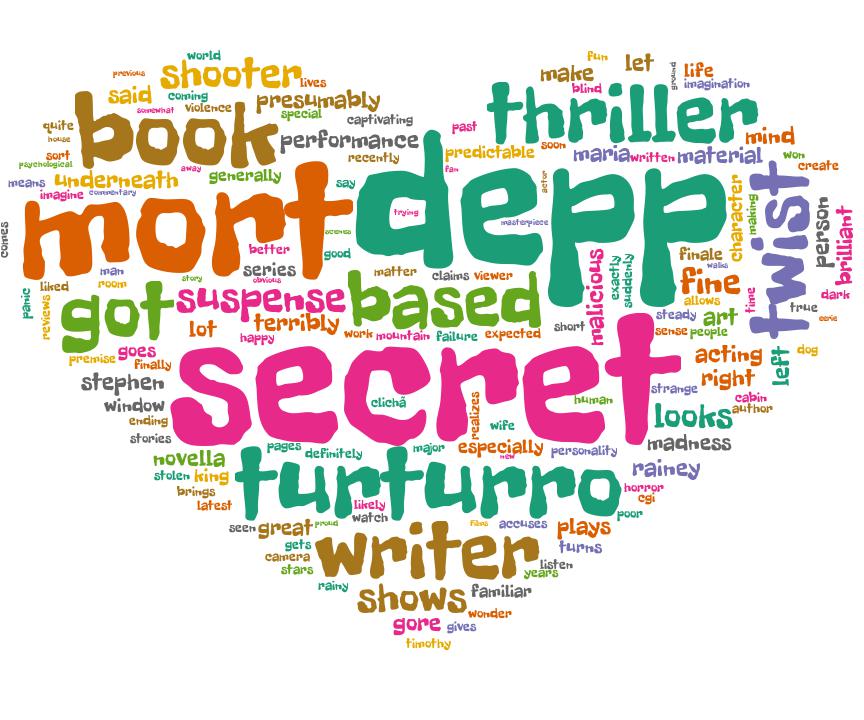 world
previous
shooter
lives
fun
let
ground
life
make
blind
imagination
said
coming
somewhat
violence
presumably
special
captivating
thriller
quite
house
book
performance
past
soon
mind
sort
psychological
away
recently
predictable
maria
written
material
won
create
means
underneath
generally
say
fan
actor
imagine
commentary
mont
depp
trying
masterpiece
scenes
character
making
twist
person
brilliant
comes
better
good
man
room
series
obvious
story
matter
claims
viewer
malicious
exactly
suddenly
finale
walks
fine
allows
dark
time
true
eerie
panic
liked
reviews
got
suspense
based
lot
terribly
happy
work
mountain
failure
expected
short
steady
art
sense
people
premise
goes
finally
secret
acting
right
left
dog
stephen
window
ending
stories
clichã
realizes
wife
human
strange
looks
cabin
author
madness
pages
definitely
major
especially
new
personality
novella
stolen
king
brings
latest
turturro
rainey
horror
cgi
poor
likely
watch
seen
great
proud
films
accuses
plays
gets
camera
stars
writer
turns
listen
years
rainy
shows
familiar
wonder
gore
gives
timothy